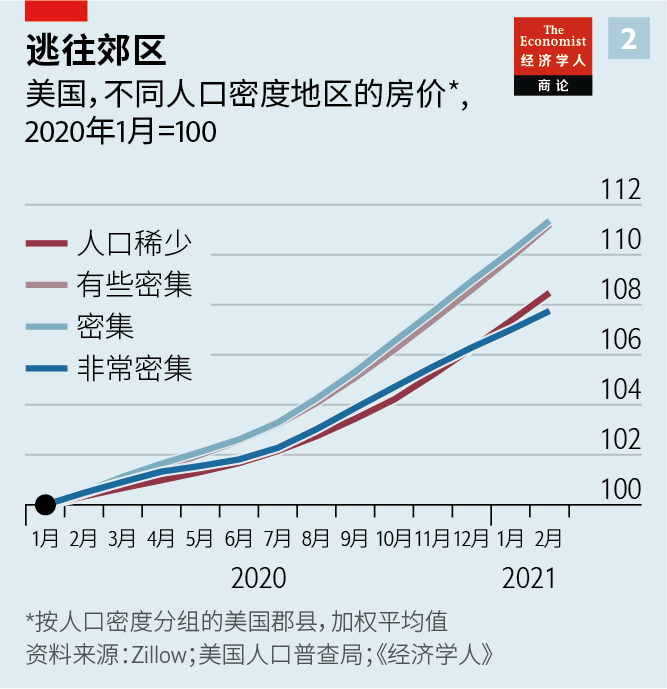 逃往郊区
The
Economist
经济学人
商论
2
美国，不同人口密度地区的房价*，
2020年1月=100
112
110
108
106
104
102
100
人口稀少
有些密集
密集
非常密集
1月 2月 3月 4月 5月 6月 7月 8月 9月 10月 11月 12月 1月 2月
2020 2021
*按人口密度分组的美国郡县，加权平均值
资料来源：Zillow；美国人口普查局；《经济学人》